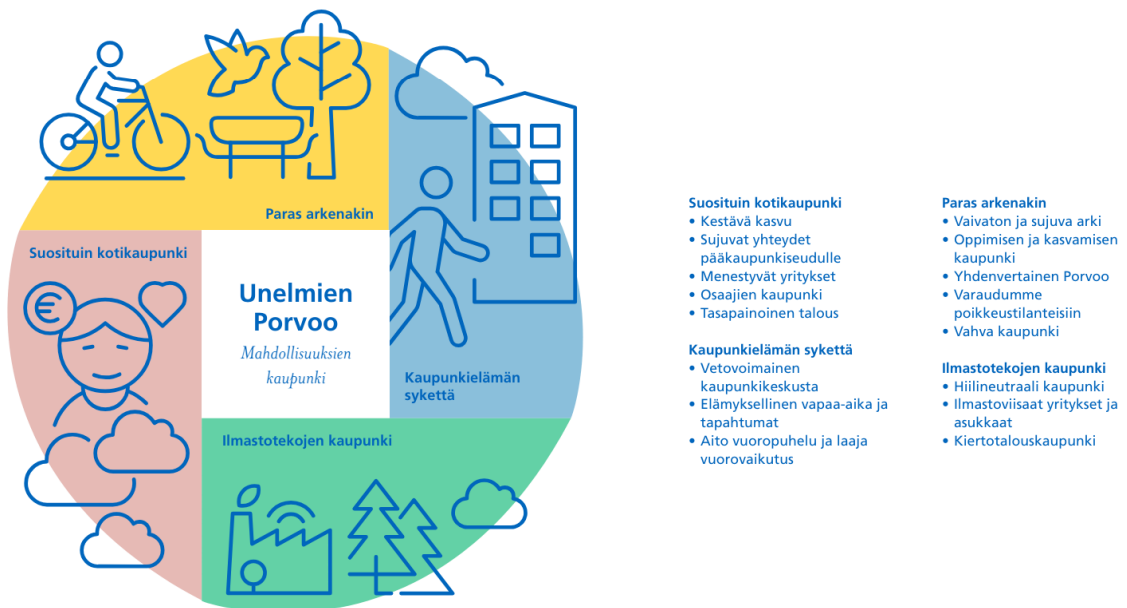 Paras arkenakin
Suosituin kotikaupunki
€
Unelmien
Porvoo
Mahdollisuuksien
kaupunki
Kaupunkielämän
sykettä
Ilmastotekojen kaupunki
Suosituin kotikaupunki
• Kestävä kasvu
• Sujuvat yhteydet
pääkaupunkiseudulle
• Menestyvät yritykset
• Osaajien kaupunki
• Tasapainoinen talous
Kaupunkielämän sykettä
• Vetovoimainen
kaupunkikeskusta
• Elämyksellinen vapaa-aika ja
tapahtumat
• Aito vuoropuhelu ja laaja
vuorovaikutus
Paras arkenakin
• Vaivaton ja sujuva arki
• Oppimisen ja kasvamisen
kaupunki
• Yhdenvertainen Porvoo
• Varaudumme
poikkeustilanteisiin
• Vahva kaupunki
Ilmastotekojen kaupunki
• Hiilineutraali kaupunki
• Ilmastoviisaat yritykset ja
asukkaat
• Kiertotalouskaupunki